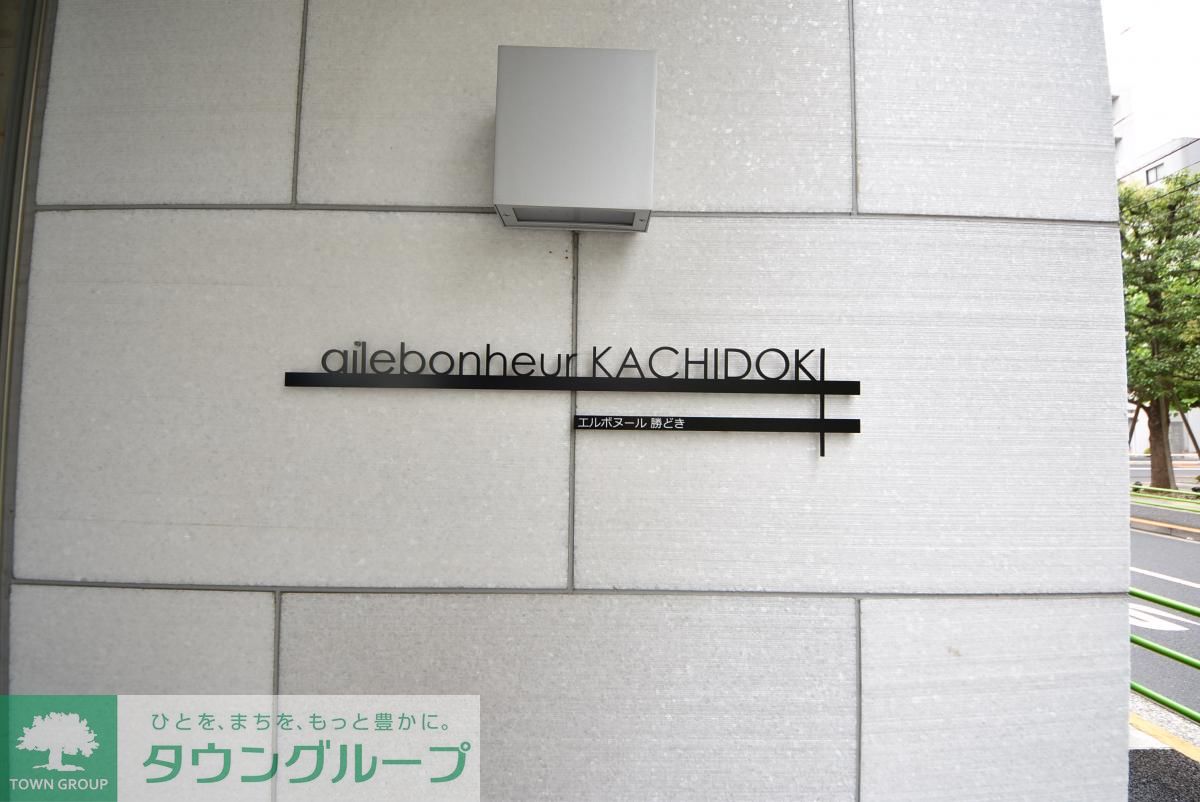 ailebonheur KACHIDOKI
エルボヌール 勝どき
ひとを、まちを、もっと豊かに。
タウングループ
TOWN GROUP